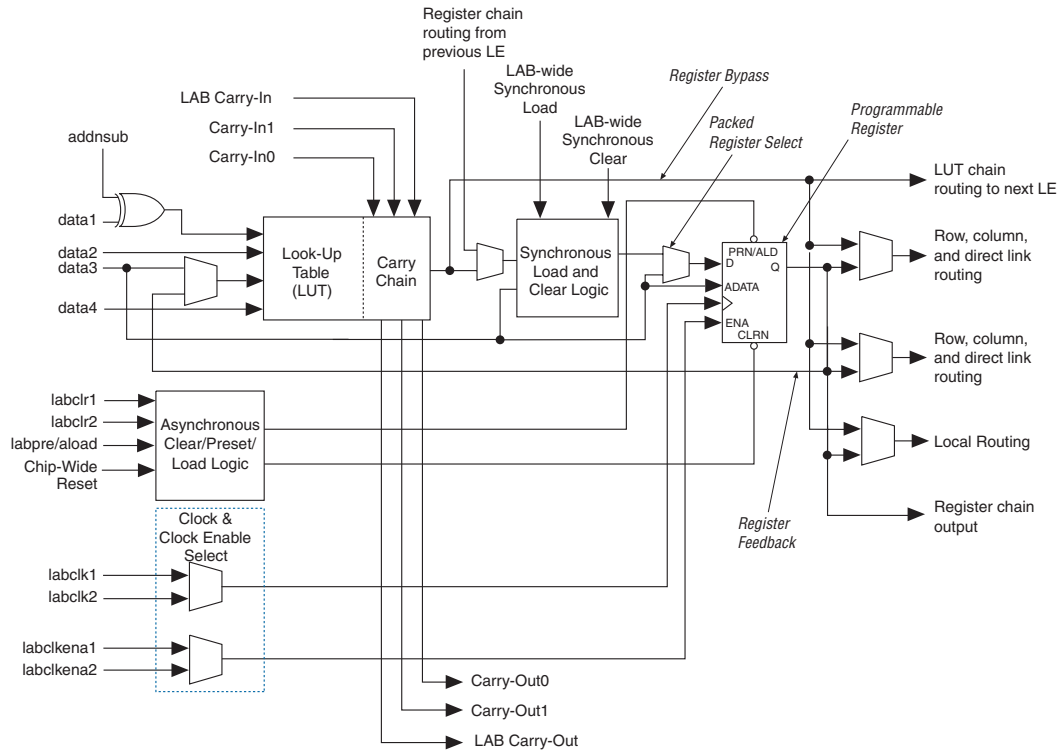 Register chain
routing from
previous LE
LAB-wide
Synchronous
Load
LAB-wide
Synchronous
Clear
Register Bypass
Packed
Register Select
Programmable
Register
LAB Carry-In
Carry-In1
Carry-In0
addnsub
data1
data2
data3
data4
Look-Up
Table
(LUT)
Carry
Chain
Synchronous
Load and
Clear Logic
PRN/ALD
D
Q
ADATA
ENA
CLRN
LUT chain
routing to next LE
Row, column,
and direct link
routing
Row, column,
and direct link
routing
Local Routing
Register chain
output
Register
Feedback
labclr1
labclr2
labpre/aload
Chip-Wide
Reset
Asynchronous
Clear/Preset/
Load Logic
Clock &
Clock Enable
Select
labclk1
labclk2
labclkena1
labclkena2
Carry-Out0
Carry-Out1
LAB Carry-Out